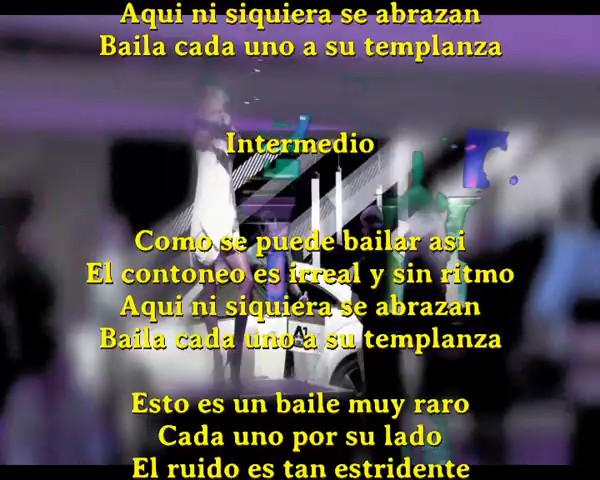 Aqui ni siquiera se abrazan
Baila cada uno a su templanza
Intermedio
Como se puede bailar asi
El contoneo es irreal y sin ritmo
Aqui ni siquiera se abrazan
Baila cada uno a su templanza
Esto es un baile muy raro
Cada uno por su lado
El ruido es tan estridente